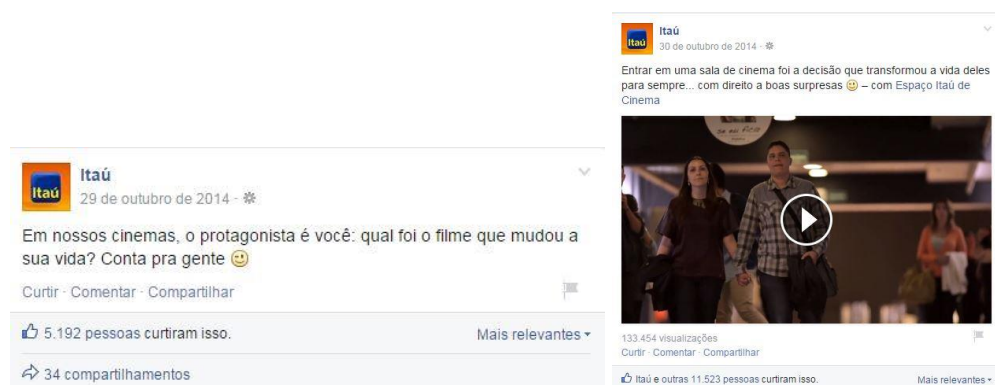 Itaú
Itaú
29 de outubro de 2014 ·
Em nossos cinemas, o protagonista é você: qual foi o filme que mudou a
sua vida? Conta pra gente
Curtir · Comentar · Compartilhar
5.192 pessoas curtiram isso.
Mais relevantes
34 compartilhamentos
Itaú
Itaú
30 de outubro de 2014 ·
Entrar em uma sala de cinema foi a decisão que transformou a vida deles
para sempre... com direito a boas surpresas – com Espaço Itaú de
Cinema
133.454 visualizações
Curtir · Comentar · Compartilhar
Itaú e outras 11.523 pessoas curtiram isso.
Mais relevantes